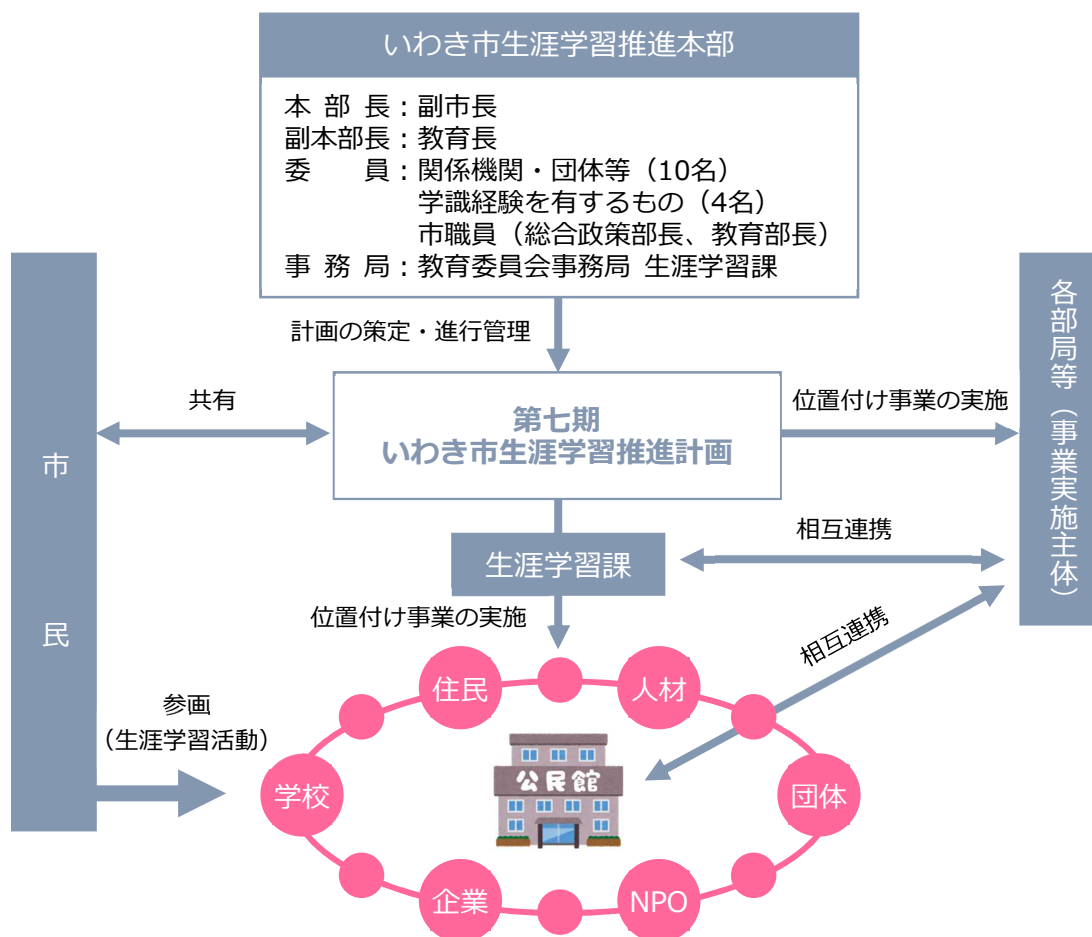 いわき市生涯学習推進本部
本 部 長：副市長
副本部長：教育長
委　　員：関係機関・団体等（10名）
学識経験を有するもの（4名）
市職員（総合政策部長、教育部長）
事 務 局：教育委員会事務局 生涯学習課
計画の策定・進行管理
共有
第七期
いわき市生涯学習推進計画
位置付け事業の実施
各部局等（事業実施主体）
市民
生涯学習課
相互連携
位置付け事業の実施
相互連携
参画
（生涯学習活動）
住民
人材
学校
公民館
団体
企業
NPO